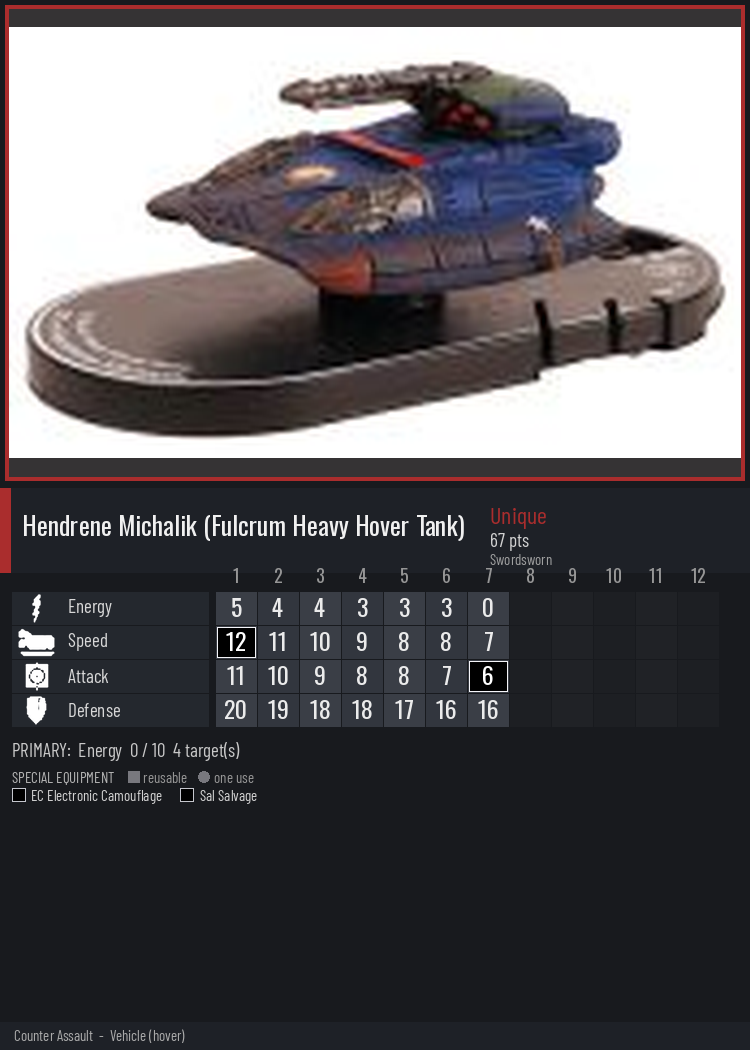 Hendrene Michalik (Fulcrum Heavy Hover Tank)
Unique
67 pts
Swordsworn
1 2 3 4 5 6 7 8 9 10 11 12
Energy 5 4 4 3 3 3 0
Speed 12 11 10 9 8 8 7
Attack 11 10 9 8 8 7 6
Defense 20 19 18 18 17 16 16
PRIMARY: Energy 0 / 10 4 target(s)
SPECIAL EQUIPMENT reusable one use
EC Electronic Camouflage Sal Salvage
Counter Assault - Vehicle (hover)